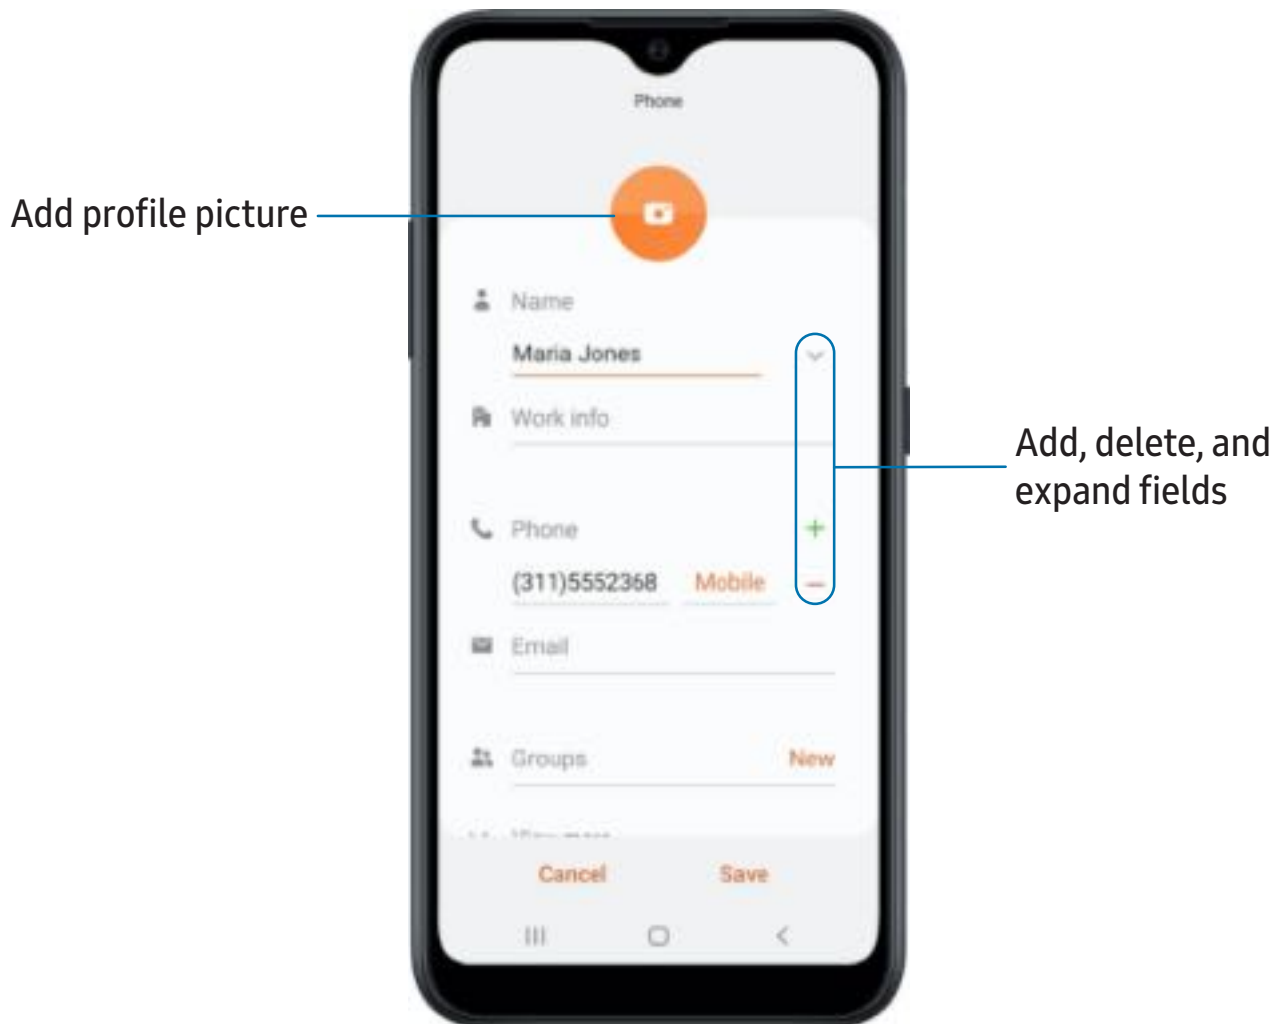 Phone
Add profile picture
Name
Maria Jones
Work info
Add, delete, and
expand fields
Phone
(311)5552368 Mobile
Email
Groups New
Cancel Save